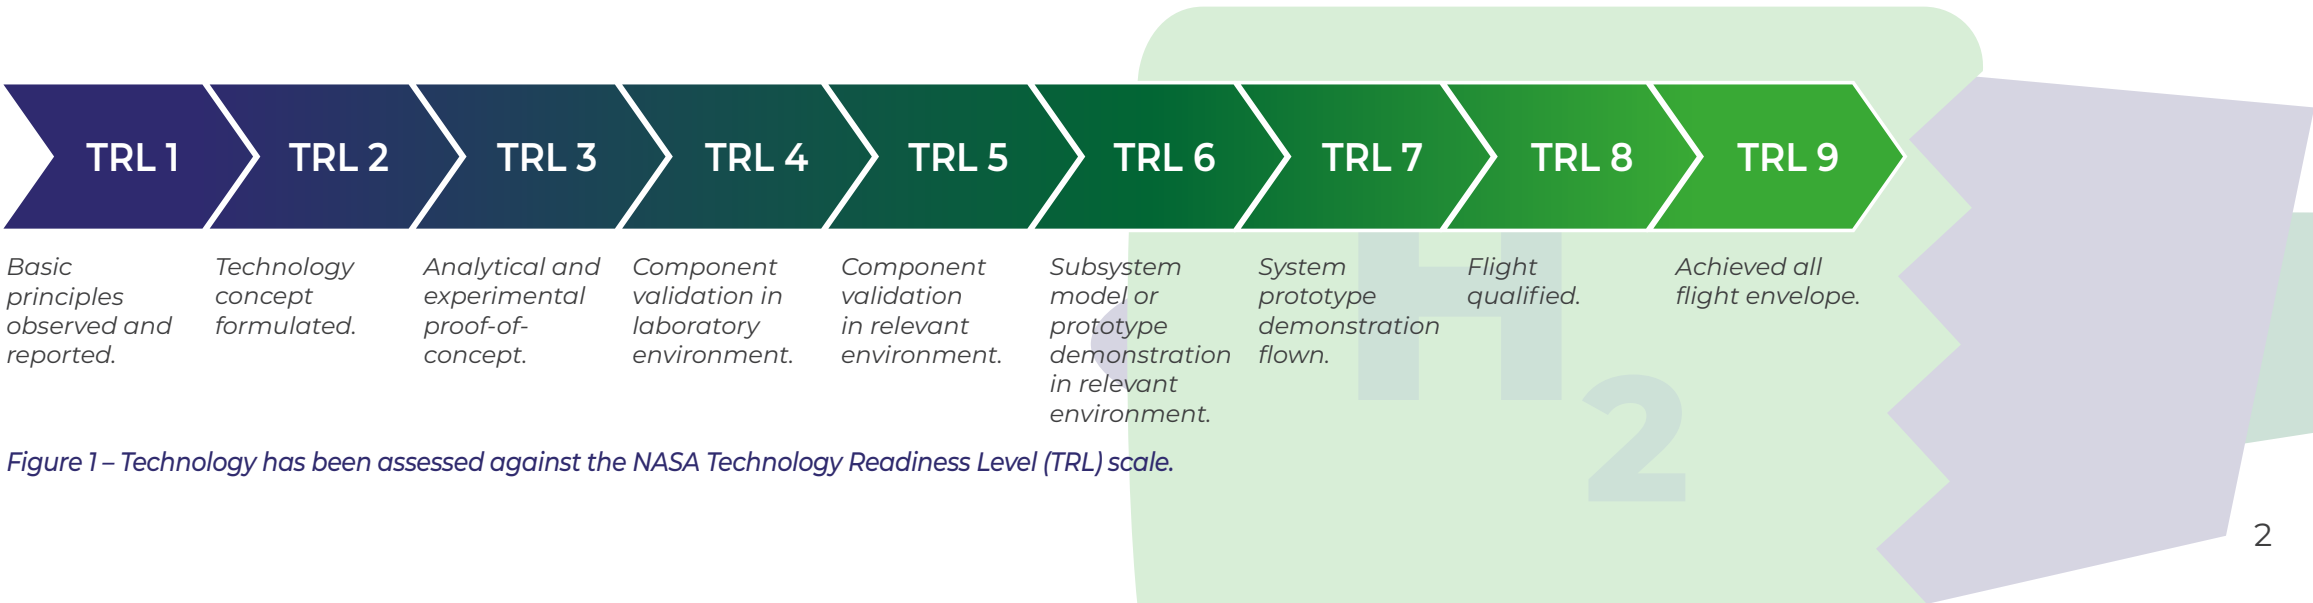 TRL 1
TRL 2
TRL 3
TRL 4
TRL 5
TRL 6
TRL 7
TRL 8
TRL 9
Basic
principles
observed and
reported.
Technology
concept
formulated.
Analytical and
experimental
proof-of-
concept.
Component
validation in
laboratory
environment.
Component
validation
in relevant
environment.
Subsystem
model or
prototype
demonstration
in relevant
environment.
System
prototype
demonstration
flown.
Flight
qualified.
Achieved all
flight envelope.
H
2
Figure 1 – Technology has been assessed against the NASA Technology Readiness Level (TRL) scale.
2